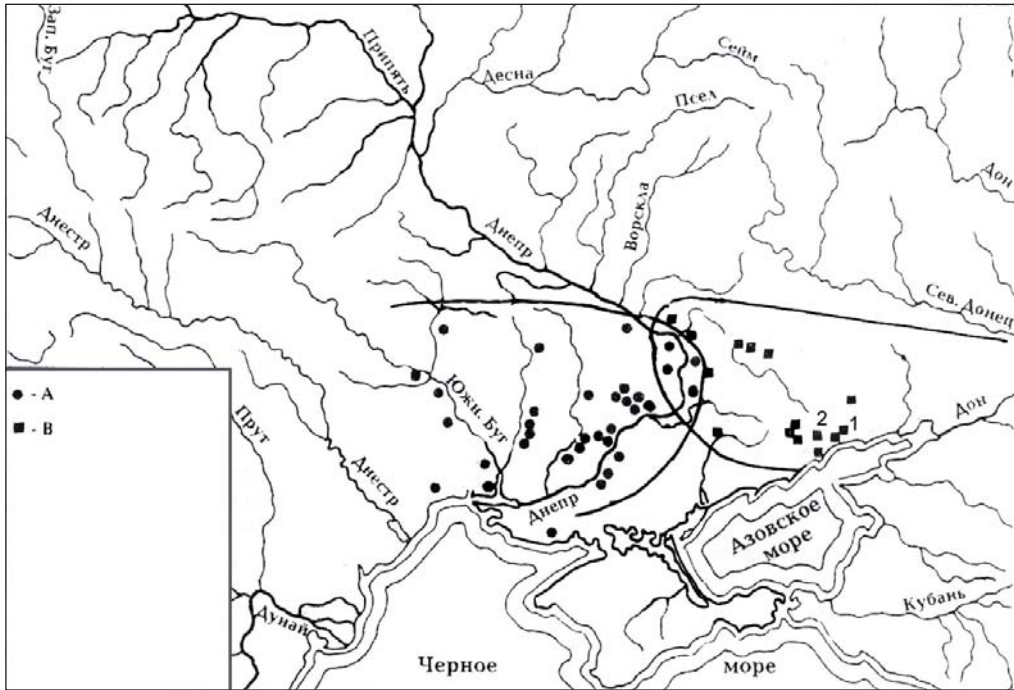 Зап. Буг
Припять
Десна
Сейм
Псел
Дон
Днестр
Днепр
Ворскла
Сев. Донец
- А
- В
Южн. Буг
2
1
Дон
Прут
Днестр
Днепр
Азовское
море
Кубань
Дунай
Черное
море